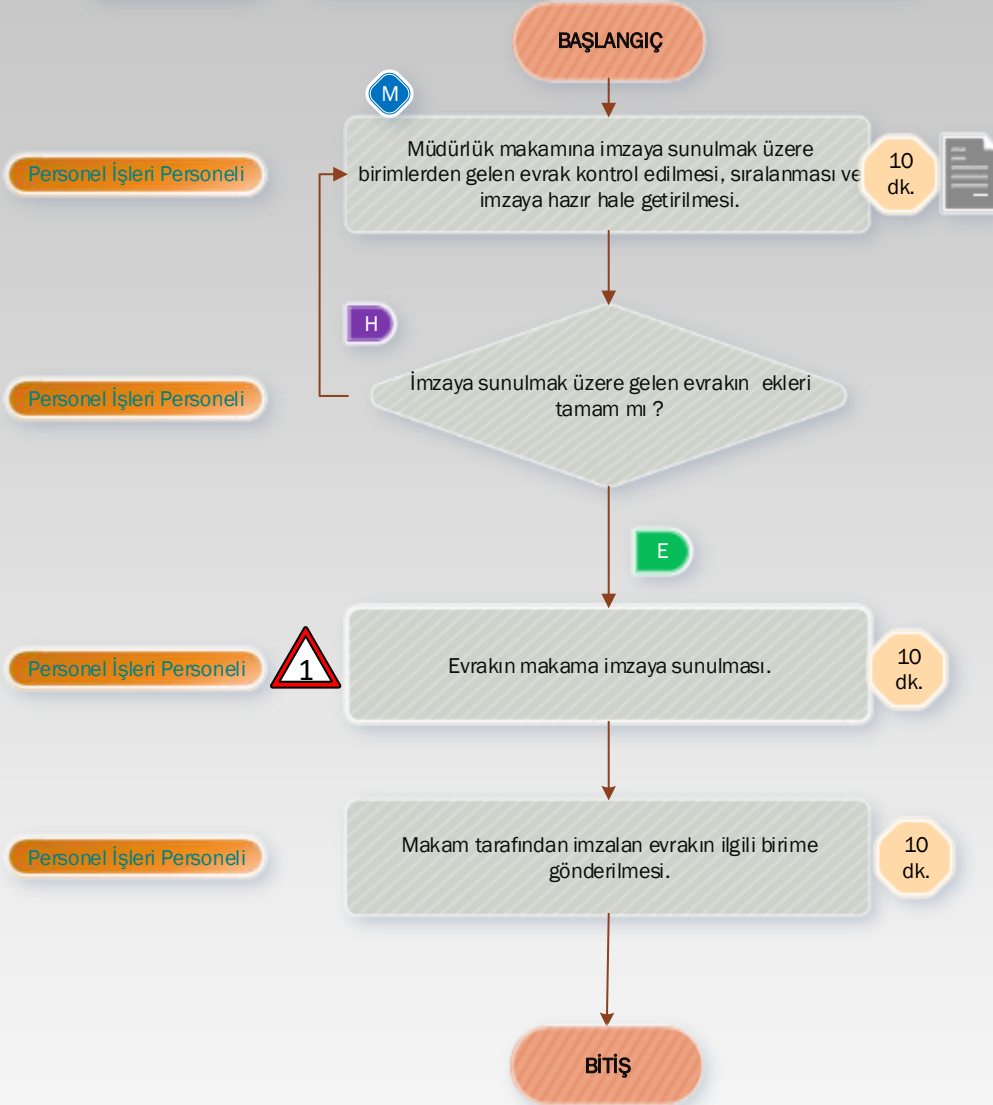 BAŞLANGIÇ
M
Personel İşleri Personeli
Müdürlük makamına imzaya sunulmak üzere
birimlerden gelen evrak kontrol edilmesi, sıralanması ve
imzaya hazır hale getirilmesi.
10
dk.
H
Personel İşleri Personeli
İmzaya sunulmak üzere gelen evrakın ekleri
tamam mı ?
E
Personel İşleri Personeli
1
Evrakın makama imzaya sunulması.
10
dk.
Personel İşleri Personeli
Makam tarafından imzalan evrakın ilgili birime
gönderilmesi.
10
dk.
BİTİŞ